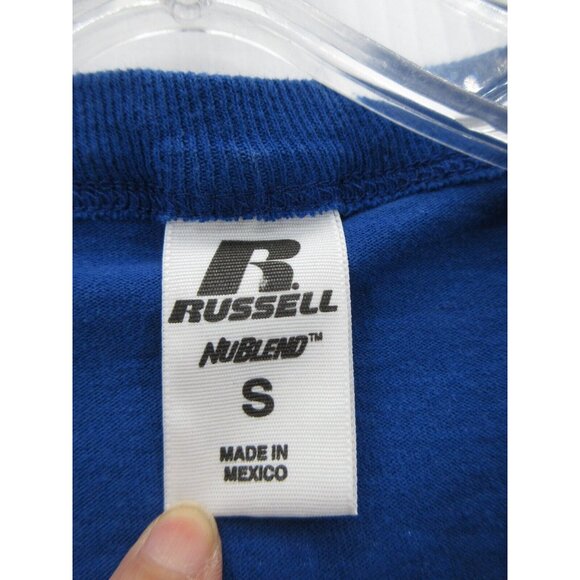 R.
RUSSELL
NUBLEND™
S
MADE IN
MEXICO